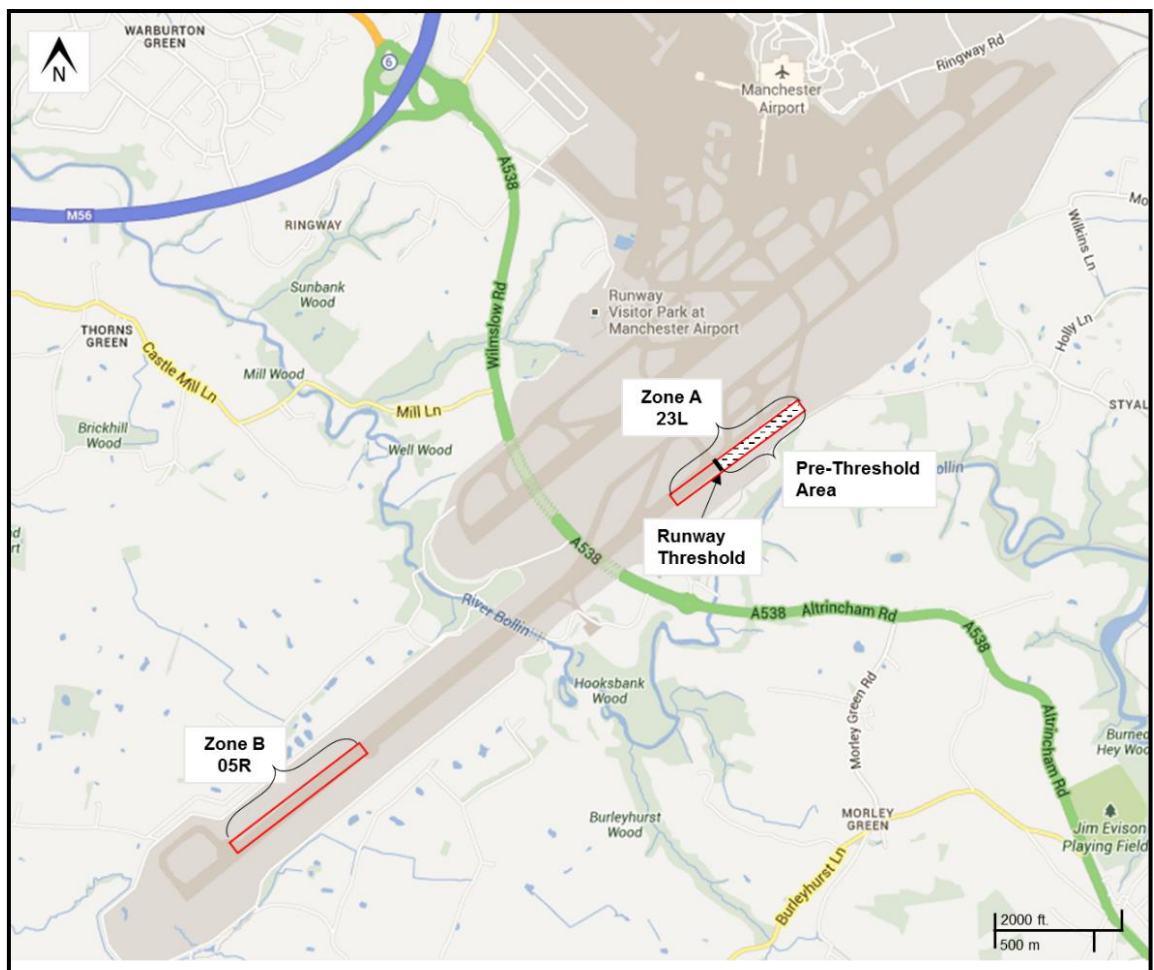 WARBURTON
GREEN
N
6
Ringway Rd
Manchester
Airport
A538
M56
RINGWAY
Wilkins Ln
Mo
Sunbank
Wood
Runway
Visitor Park at
Manchester Airport
Holly Ln
THORNS
GREEN
Castle Mill Ln
Wilmslow Rd
Mill Wood
Mill Ln
Zone A
23L
STYAL
Brickhill
Wood
Well Wood
Pre-Threshold
Area
ollin
Runway
Threshold
rt
A538
River Bollin
A538
Altrincham Rd
A538
Hooksbank
Wood
Morley Green Rd
Altrincham Rd
Zone B
05R
Burned
Hey Woo
Burleyhurst
Wood
MORLEY
GREEN
Jim Evison
Playing Field
Burleyhurst Ln
2000 ft.
500 m